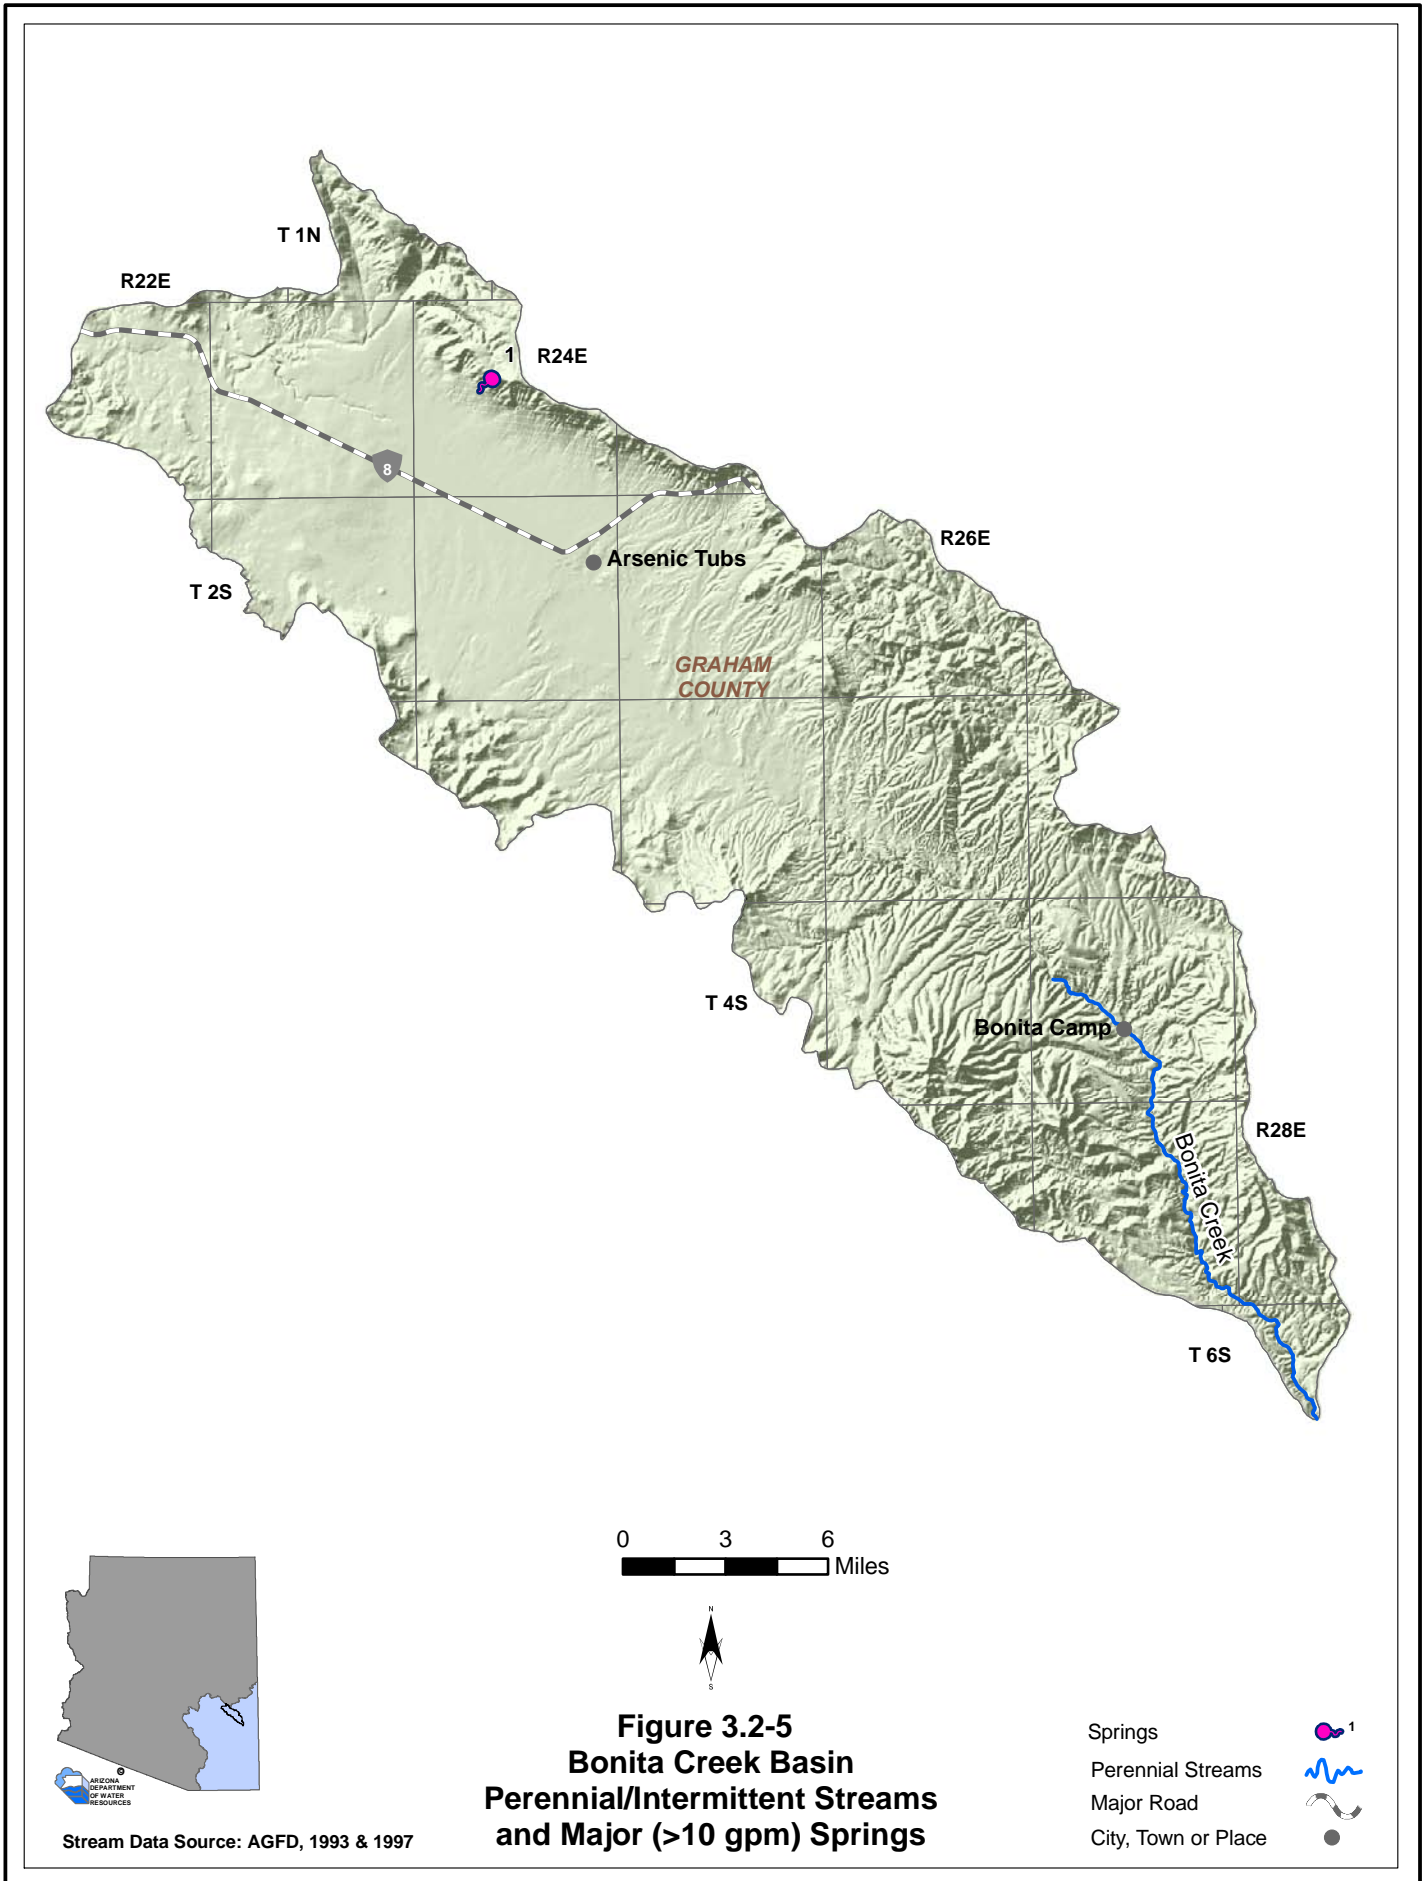 T 1N
R22E
1
R24E
8
R26E
Arsenic Tubs
T 2S
GRAHAM
COUNTY
T 4S
Bonita Camp
R28E
Bonita Creek
T 6S
0 3 6
Miles
N
S
Figure 3.2-5
Bonita Creek Basin
Perennial/Intermittent Streams
and Major (>10 gpm) Springs
Springs 1
Perennial Streams
Major Road
City, Town or Place
©
ARIZONA
DEPARTMENT
OF WATER
RESOURCES
Stream Data Source: AGFD, 1993 & 1997